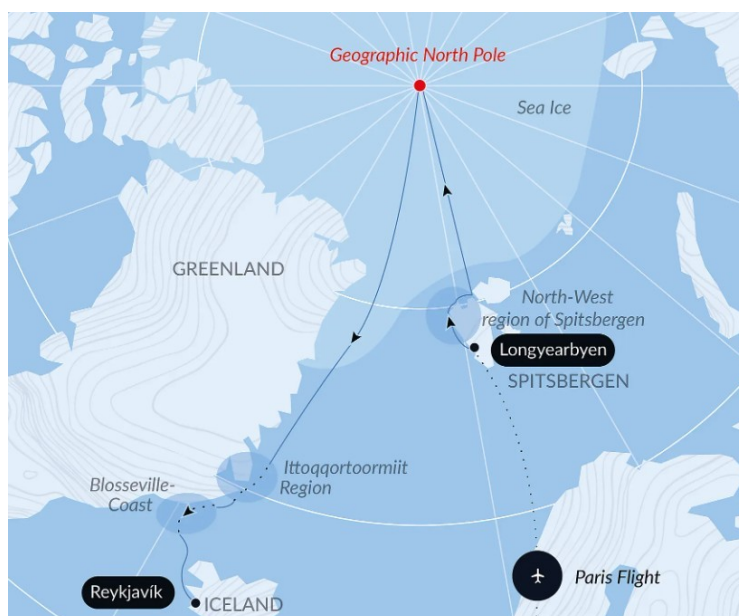 Geographic North Pole
Sea Ice
GREENLAND
North-West
region of Spitsbergen
Longyearbyen
SPITSBERGEN
Ittoqqortoormiit
Region
Blosseville-
Coast
Paris Flight
Reykjavík
ICELAND